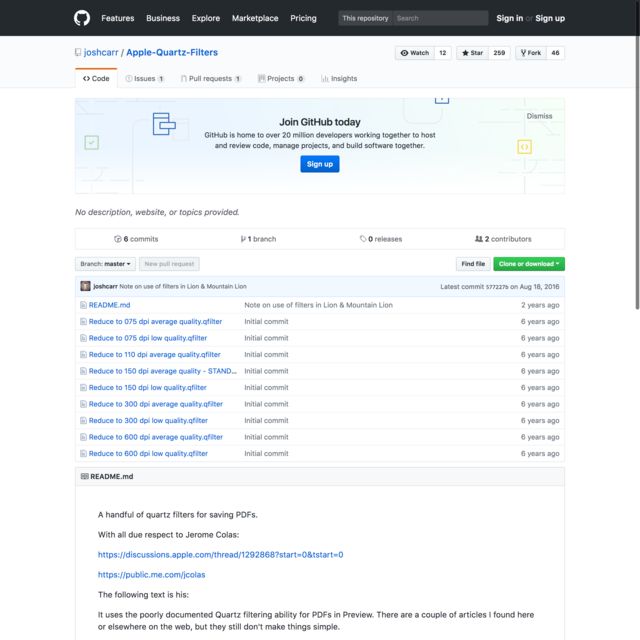 Features Business Explore Marketplace Pricing This repository Search Sign in or Sign up
joshcarr / Apple-Quartz-Filters Watch 12 Star 259 Fork 46
Code Issues 1 Pull requests 1 Projects 0 Insights
Dismiss
Join GitHub today
GitHub is home to over 20 million developers working together to host
and review code, manage projects, and build software together.
Sign up
No description, website, or topics provided.
6 commits 1 branch 0 releases 2 contributors
Branch: master New pull request Find file Clone or download
joshcarr Note on use of filters in Lion & Mountain Lion Latest commit 577227b on Aug 18, 2016
README.md Note on use of filters in Lion & Mountain Lion 2 years ago
Reduce to 075 dpi average quality.qfilter Initial commit 6 years ago
Reduce to 075 dpi low quality.qfilter Initial commit 6 years ago
Reduce to 110 dpi average quality.qfilter Initial commit 6 years ago
Reduce to 150 dpi average quality - STAND... Initial commit 6 years ago
Reduce to 150 dpi low quality.qfilter Initial commit 6 years ago
Reduce to 300 dpi average quality.qfilter Initial commit 6 years ago
Reduce to 300 dpi low quality.qfilter Initial commit 6 years ago
Reduce to 600 dpi average quality.qfilter Initial commit 6 years ago
Reduce to 600 dpi low quality.qfilter Initial commit 6 years ago
README.md
A handful of quartz filters for saving PDFs.
With all due respect to Jerome Colas:
https://discussions.apple.com/thread/1292868?start=0&tstart=0
https://public.me.com/jcolas
The following text is his:
It uses the poorly documented Quartz filtering ability for PDFs in Preview. There are a couple of articles I found here
or elsewhere on the web, but they still don't make things simple.